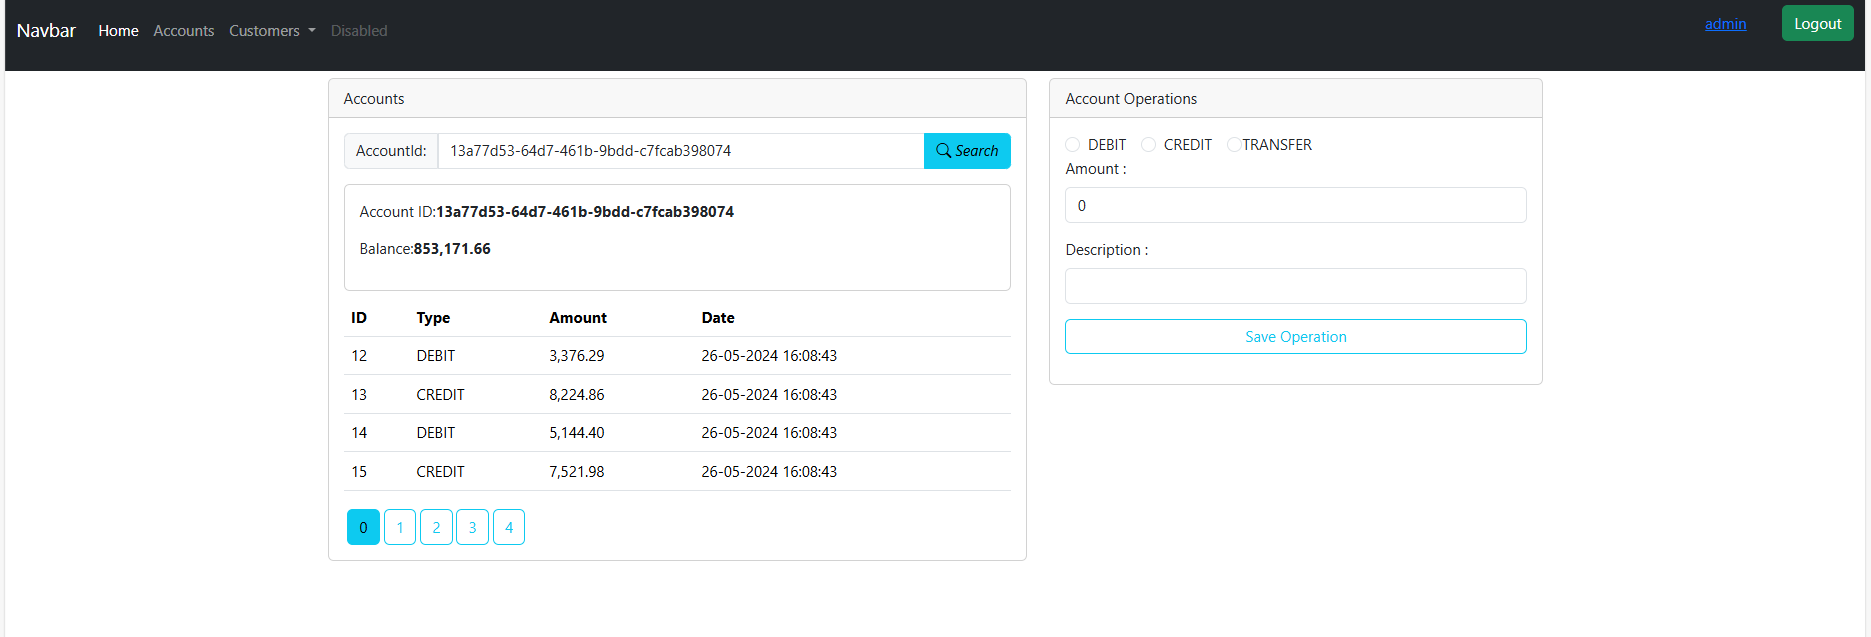 Navbar Home Accounts Customers Disabled admin Logout
Accounts
AccountId: 13a77d53-64d7-461b-9bdd-c7fcab398074 Search
Account ID:13a77d53-64d7-461b-9bdd-c7fcab398074
Balance:853,171.66
ID Type Amount Date
12 DEBIT 3,376.29 26-05-2024 16:08:43
13 CREDIT 8,224.86 26-05-2024 16:08:43
14 DEBIT 5,144.40 26-05-2024 16:08:43
15 CREDIT 7,521.98 26-05-2024 16:08:43
0 1 2 3 4
Account Operations
DEBIT CREDIT TRANSFER
Amount :
0
Description :
Save Operation